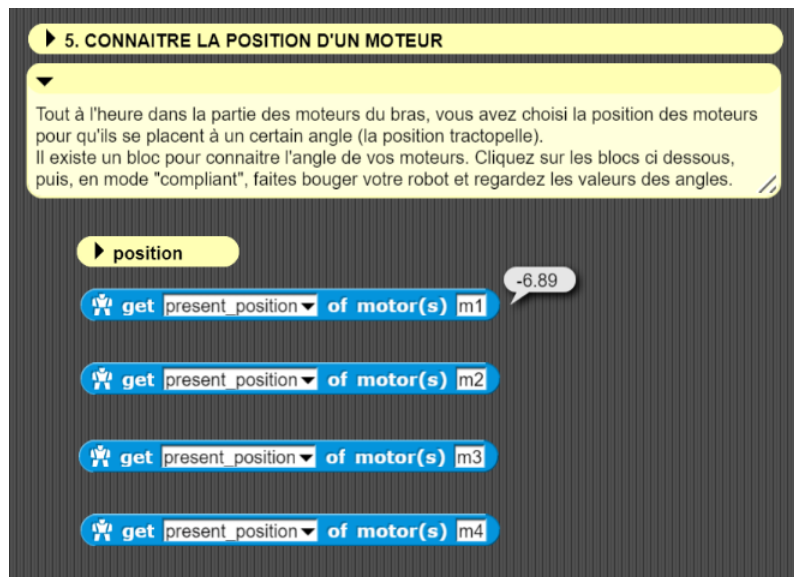 5. CONNAITRE LA POSITION D'UN MOTEUR
Tout à l'heure dans la partie des moteurs du bras, vous avez choisi la position des moteurs
pour qu'ils se placent à un certain angle (la position tractopelle).
Il existe un bloc pour connaitre l'angle de vos moteurs. Cliquez sur les blocs ci dessous,
puis, en mode "compliant", faites bouger votre robot et regardez les valeurs des angles.
position
-6.89
get present_position of motor(s) m1
get present_position of motor(s) m2
get present_position of motor(s) m3
get present_position of motor(s) m4